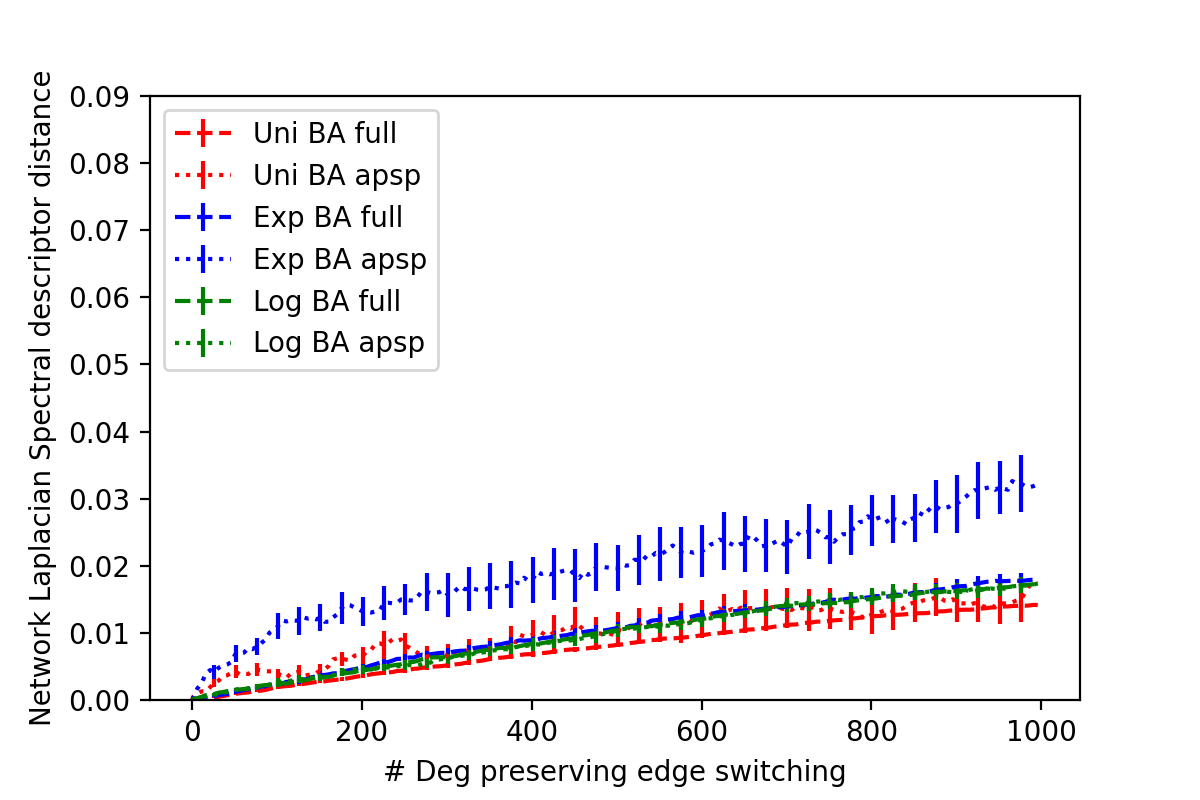 Network Laplacian Spectral descriptor distance
0.09
0.08
0.07
0.06
0.05
0.04
0.03
0.02
0.01
0.00
Uni BA full
Uni BA apsp
Exp BA full
Exp BA apsp
Log BA full
Log BA apsp
0
200
400
600
800
1000
# Deg preserving edge switching